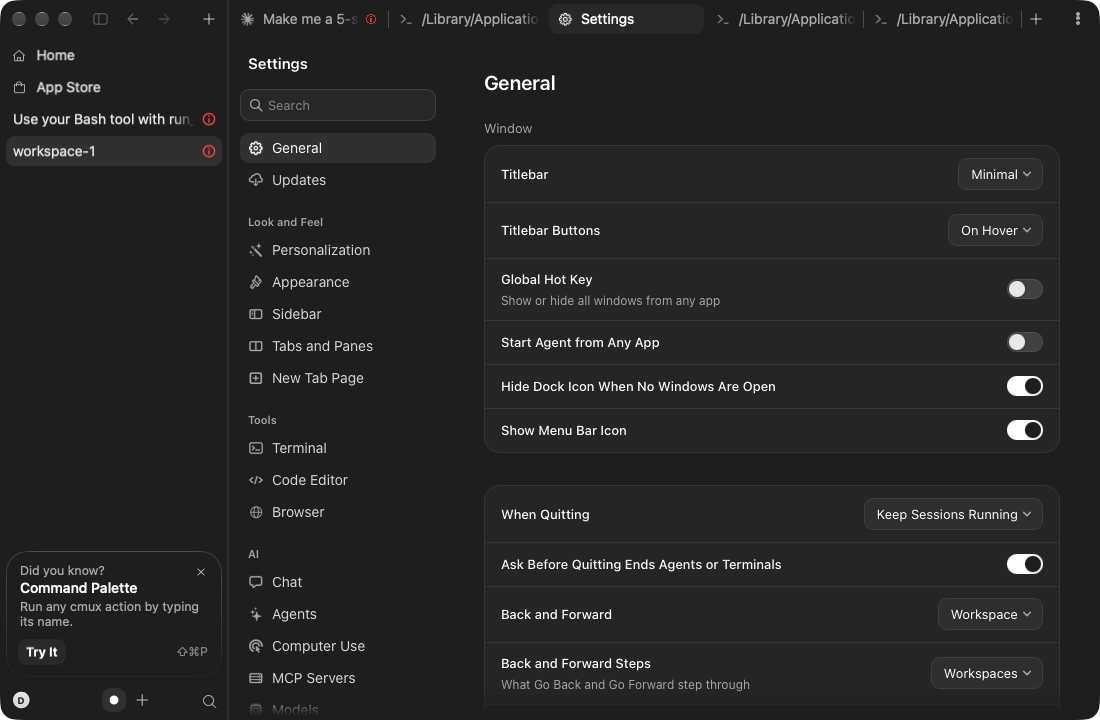 Home
App Store
Use your Bash tool with run_
workspace-1
Did you know?
Command Palette
Run any cmux action by typing
its name.
Try It
⇧⌘P
D
Make me a 5-s
/Library/Applicatio
Settings
/Library/Applicatio
/Library/Applicatio
Settings
Search
General
Updates
Look and Feel
Personalization
Appearance
Sidebar
Tabs and Panes
New Tab Page
Tools
Terminal
Code Editor
Browser
AI
Chat
Agents
Computer Use
MCP Servers
Models
General
Window
Titlebar
Minimal
Titlebar Buttons
On Hover
Global Hot Key
Show or hide all windows from any app
Start Agent from Any App
Hide Dock Icon When No Windows Are Open
Show Menu Bar Icon
When Quitting
Keep Sessions Running
Ask Before Quitting Ends Agents or Terminals
Back and Forward
Workspace
Back and Forward Steps
What Go Back and Go Forward step through
Workspaces